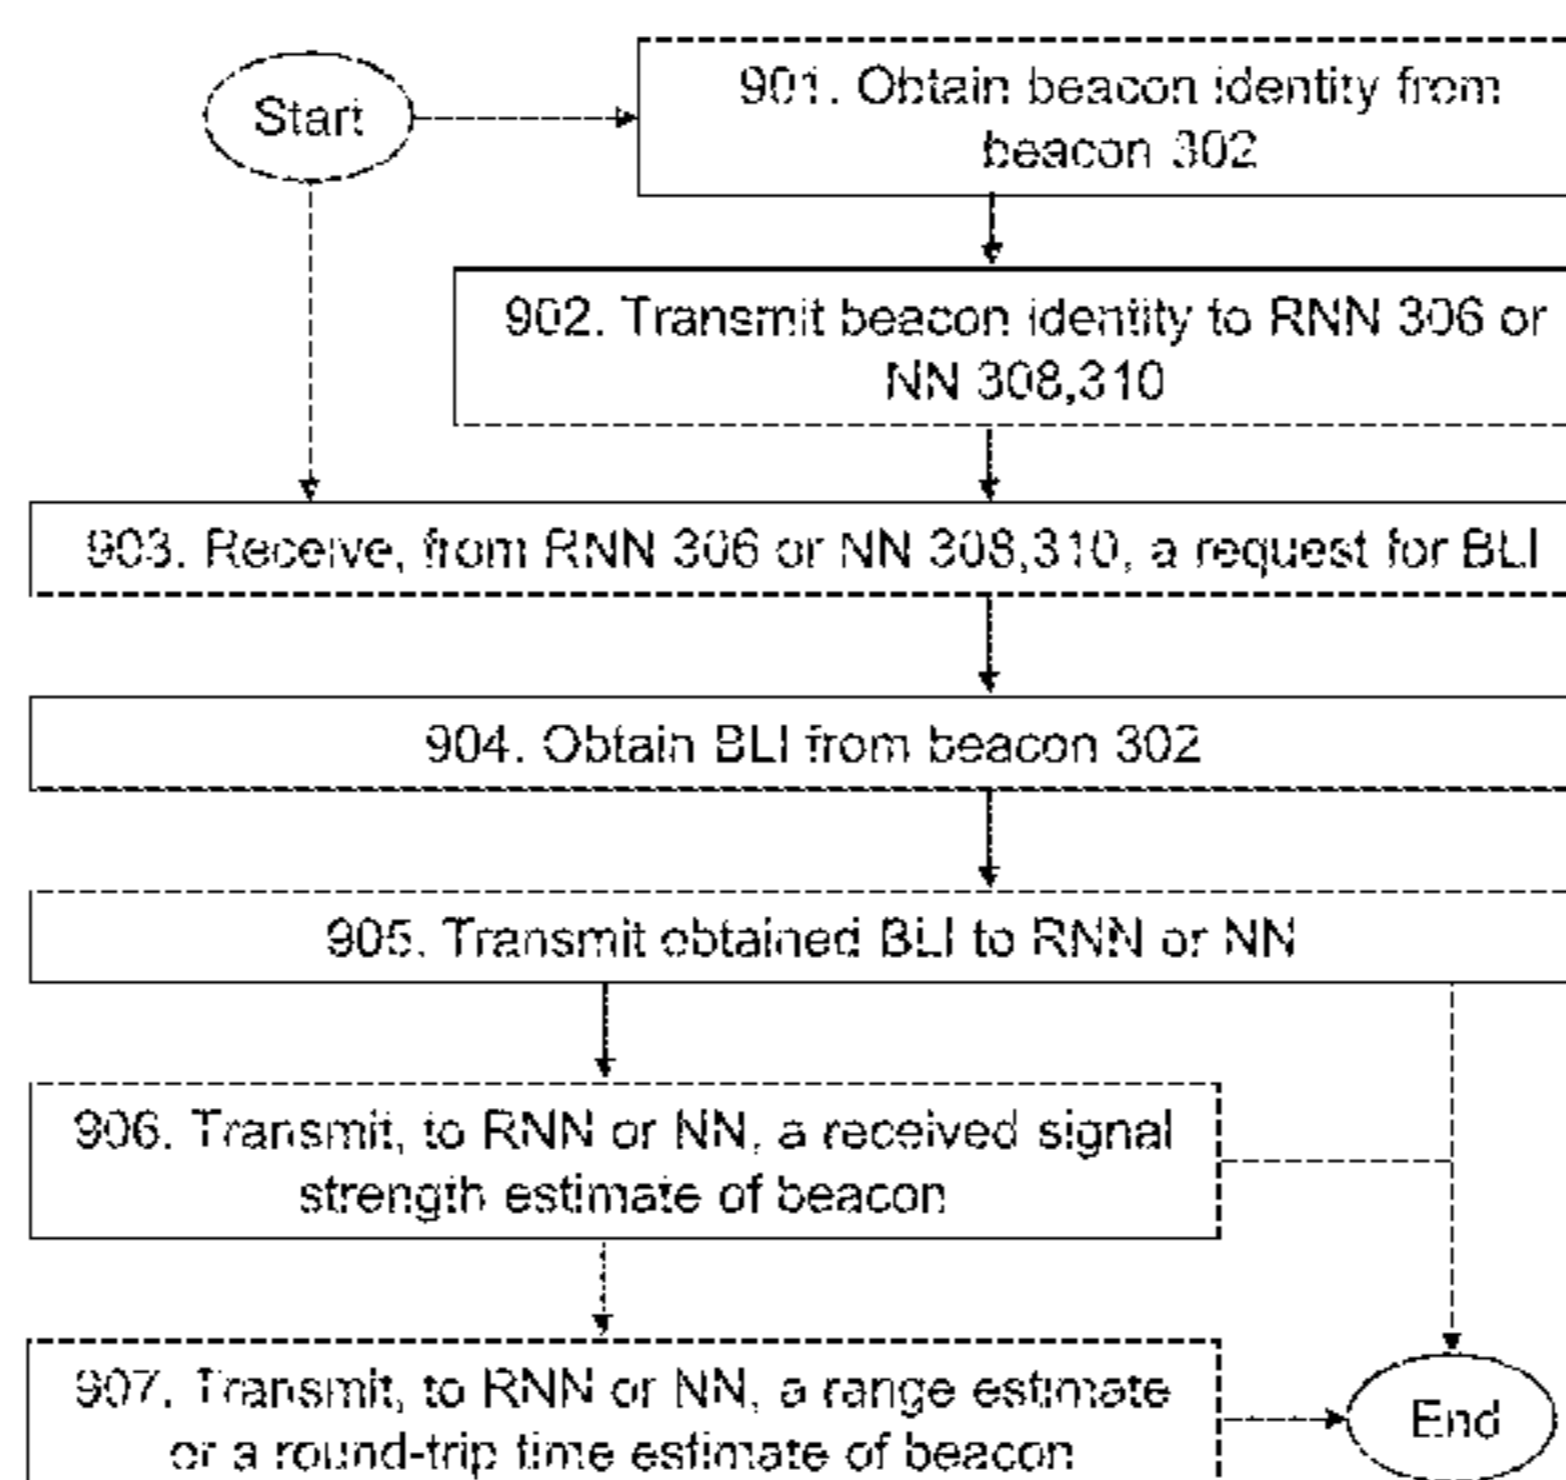 Start
901. Obtain beacon identity from
beacon 302
902. Transmit beacon identity to RNN 306 or
NN 308,310
903. Receive, from RNN 306 or NN 308,310, a request for BLI
904. Obtain BLI from beacon 302
905. Transmit obtained BLI to RNN or NN
906. Transmit, to RNN or NN, a received signal
strength estimate of beacon
907. Transmit, to RNN or NN, a range estimate
or a round-trip time estimate of beacon
End